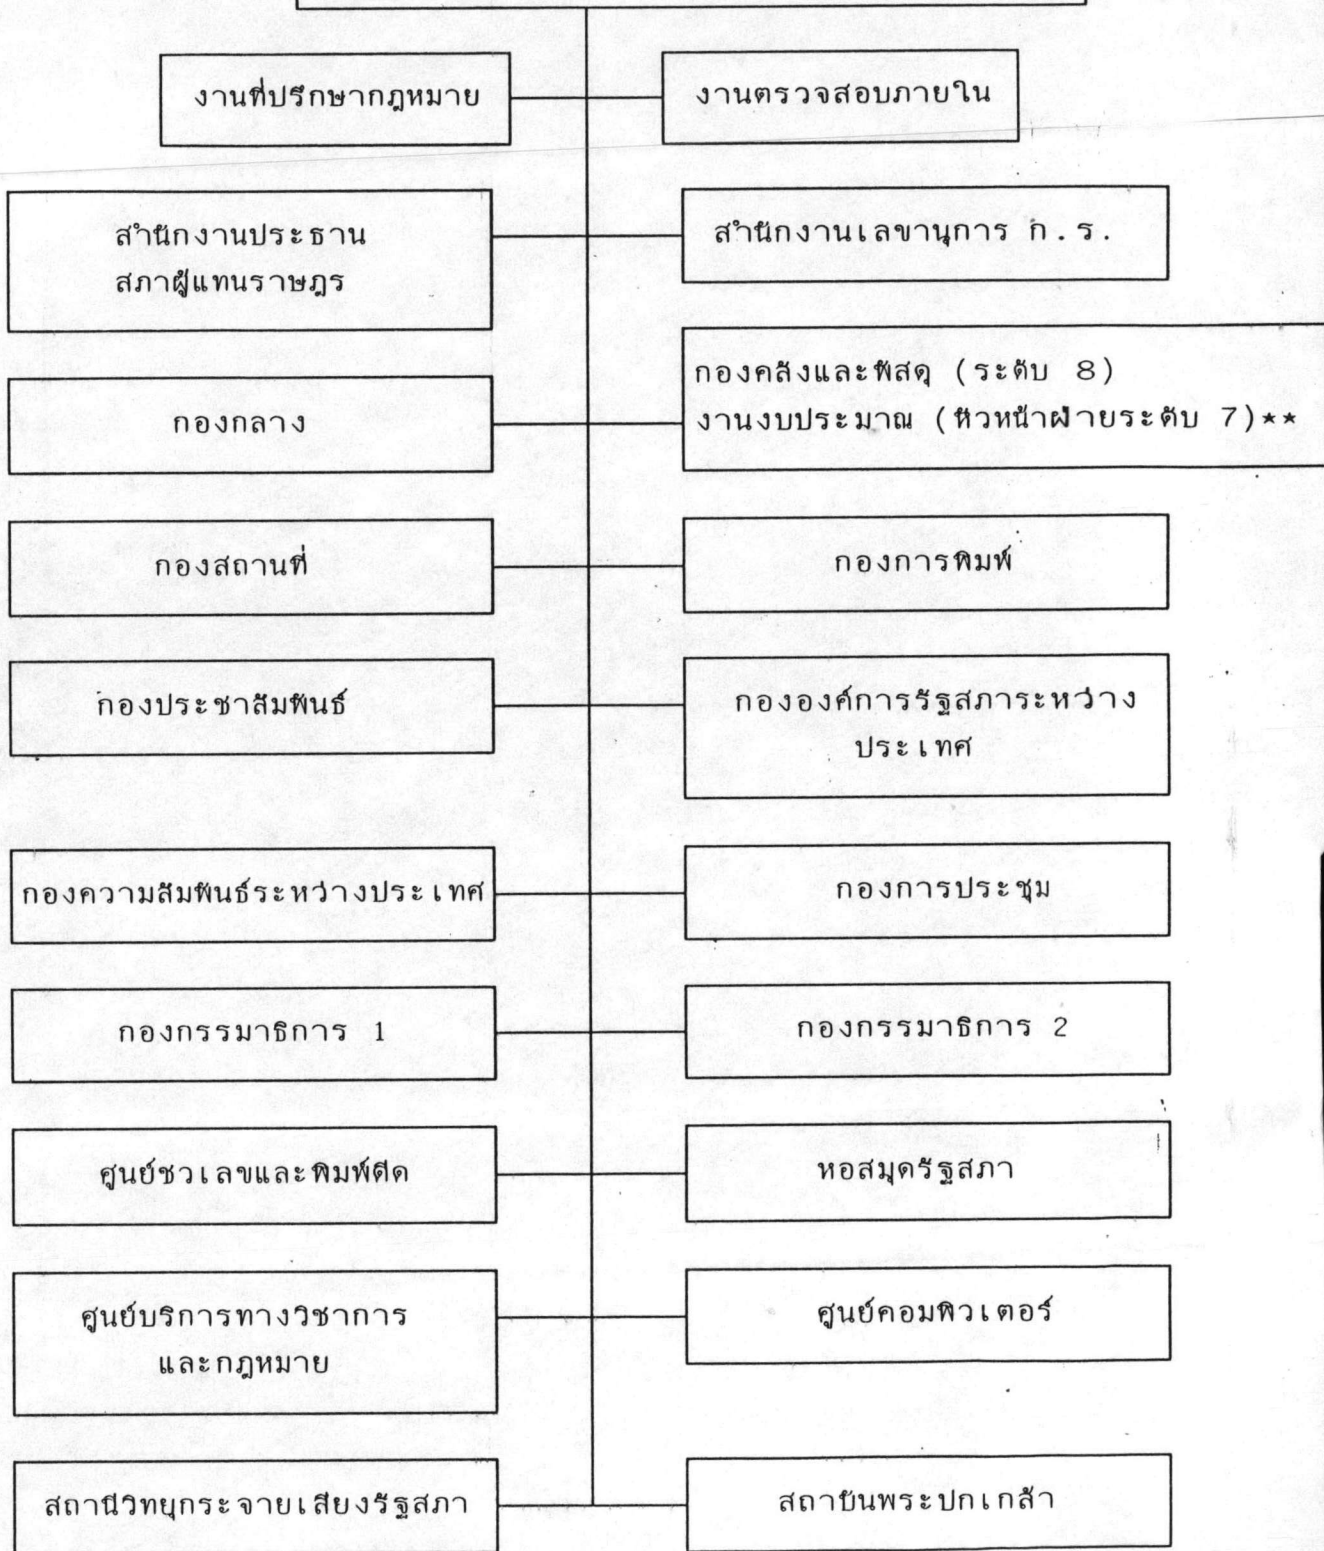 งานที่ปรึกษากฎหมาย
งานตรวจสอบภายใน
สำนักงานประธาน
สภาผู้แทนราษฎร
สำนักงานเลขานุการ ก.ร.
กองกลาง
กองคลังและพัสดุ (ระดับ 8)
งานงบประมาณ (หัวหน้าฝ่ายระดับ 7)**
กองสถานที่
กองการพิมพ์
กองประชาสัมพันธ์
กององค์การรัฐสภาระหว่าง
ประเทศ
กองความสัมพันธ์ระหว่างประเทศ
กองการประชุม
กองกรรมาธิการ 1
กองกรรมาธิการ 2
ศูนย์ชวเลขและพิมพ์ดีด
หอสมุดรัฐสภา
ศูนย์บริการทางวิชาการ
และกฎหมาย
ศูนย์คอมพิวเตอร์
สถานีวิทยุกระจายเสียงรัฐสภา
สถาบันพระปกเกล้า